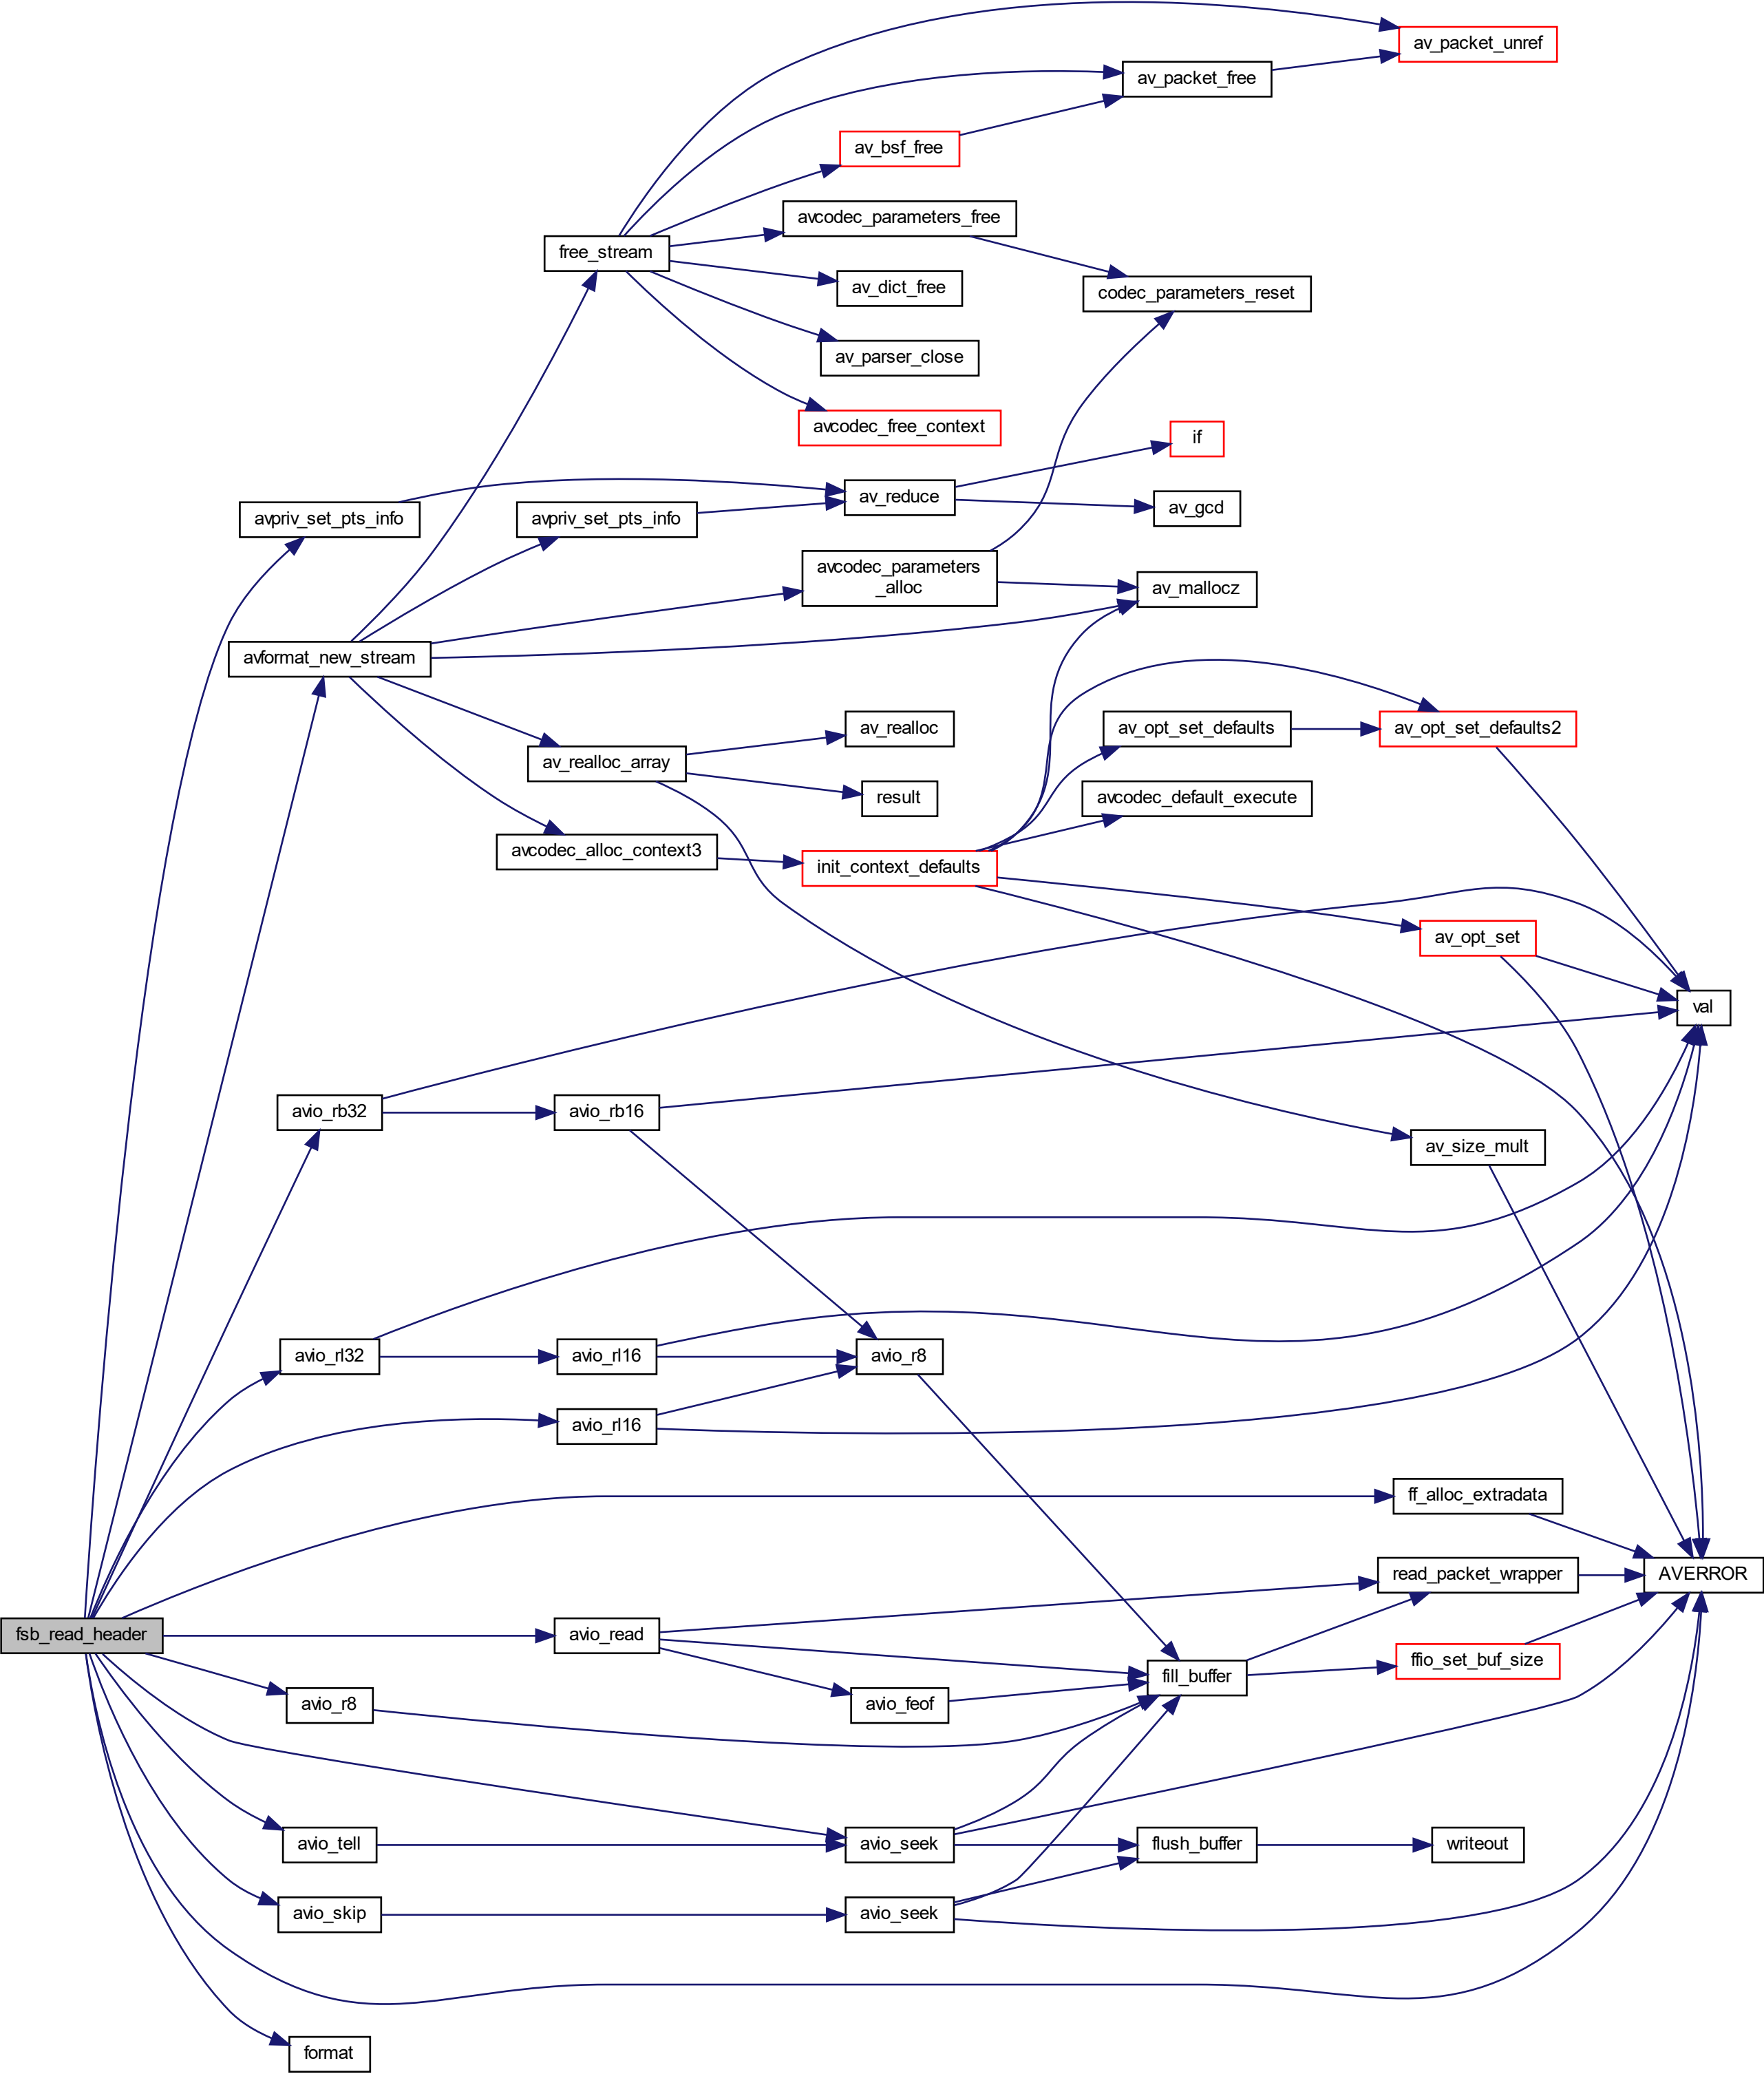 av_packet_unref
av_packet_free
av_bsf_free
avcodec_parameters_free
free_stream
av_dict_free
codec_parameters_reset
av_parser_close
avcodec_free_context
if
av_reduce
av_gcd
avpriv_set_pts_info
avpriv_set_pts_info
avcodec_parameters
_alloc
av_mallocz
avformat_new_stream
av_realloc
av_opt_set_defaults
av_opt_set_defaults2
av_realloc_array
result
avcodec_default_execute
avcodec_alloc_context3
init_context_defaults
av_opt_set
val
avio_rb32
avio_rb16
av_size_mult
avio_rl32
avio_rl16
avio_r8
avio_rl16
ff_alloc_extradata
read_packet_wrapper
AVERROR
fsb_read_header
avio_read
ffio_set_buf_size
fill_buffer
avio_r8
avio_feof
avio_tell
avio_seek
flush_buffer
writeout
avio_skip
avio_seek
format